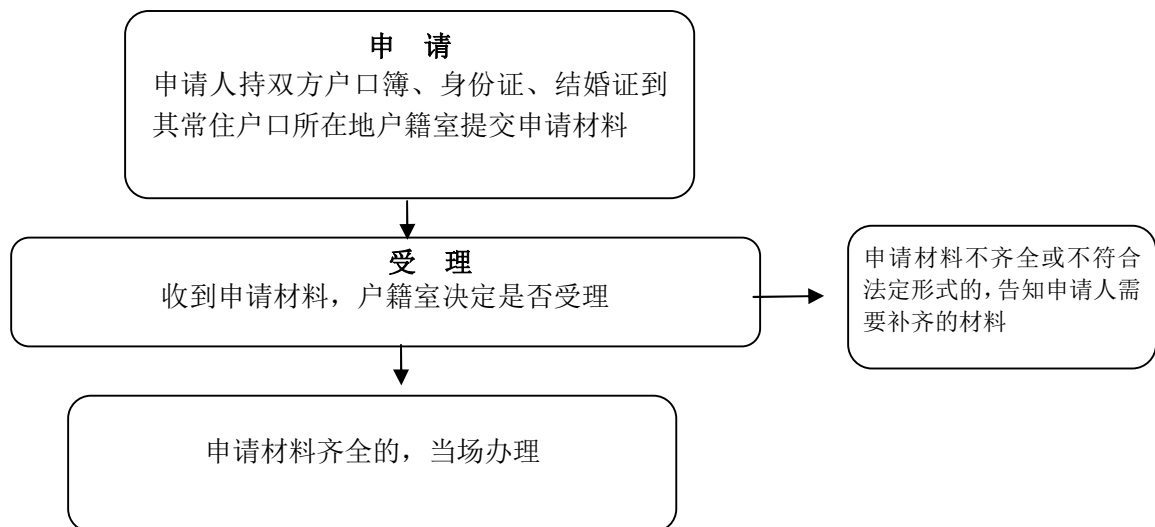 申 请
申请人持双方户口簿、身份证、结婚证到
其常住户口所在地户籍室提交申请材料
受 理
收到申请材料，户籍室决定是否受理
申请材料不齐全或不符合
法定形式的，告知申请人需
要补齐的材料
申请材料齐全的，当场办理